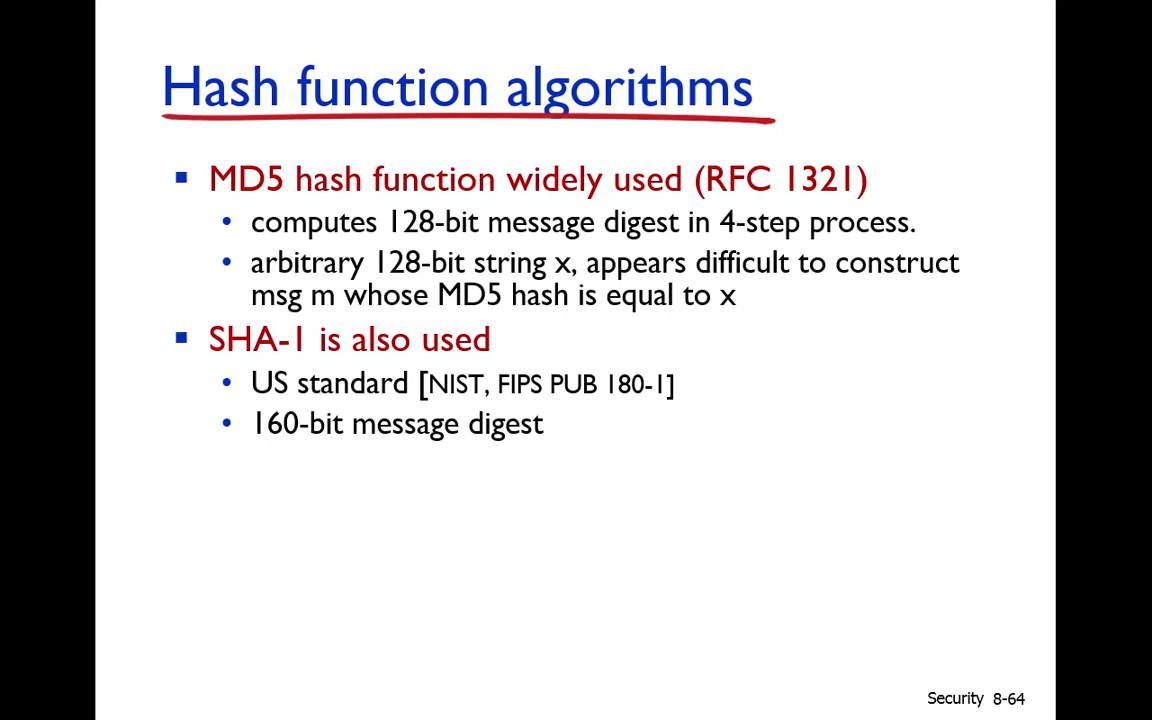 Hash function algorithms
▪ MD5 hash function widely used (RFC 1321)
• computes 128-bit message digest in 4-step process.
• arbitrary 128-bit string x, appears difficult to construct
msg m whose MD5 hash is equal to x
▪ SHA-1 is also used
• US standard [NIST, FIPS PUB 180-1]
• 160-bit message digest
Security 8-64